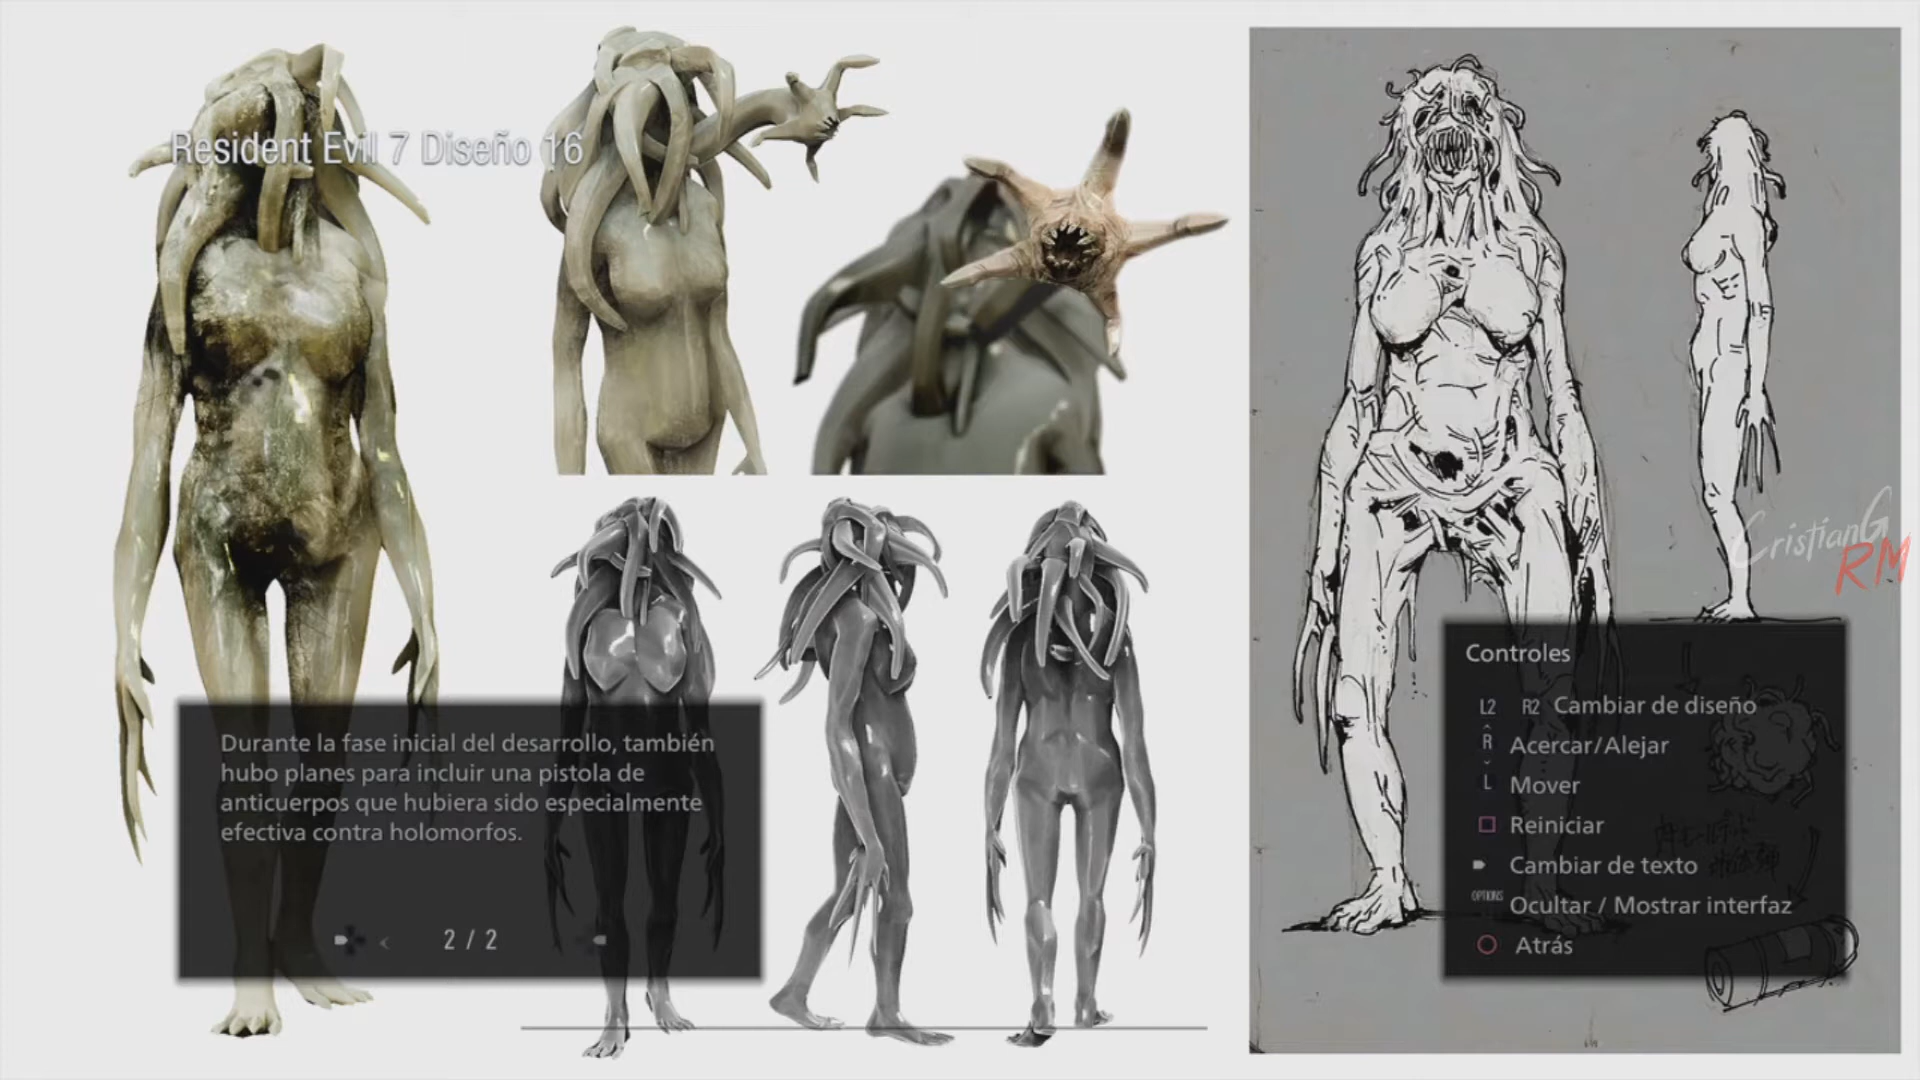 Resident Evil 7 Diseño 16
CristianG
RM
Durante la fase inicial del desarrollo, también
hubo planes para incluir una pistola de
anticuerpos que hubiera sido especialmente
efectiva contra holomorfos.
2 / 2
Controles
L2 R2 Cambiar de diseño
R Acercar/Alejar
L Mover
Reiniciar
Cambiar de texto
OPTIONS Ocultar / Mostrar interfaz
Atrás